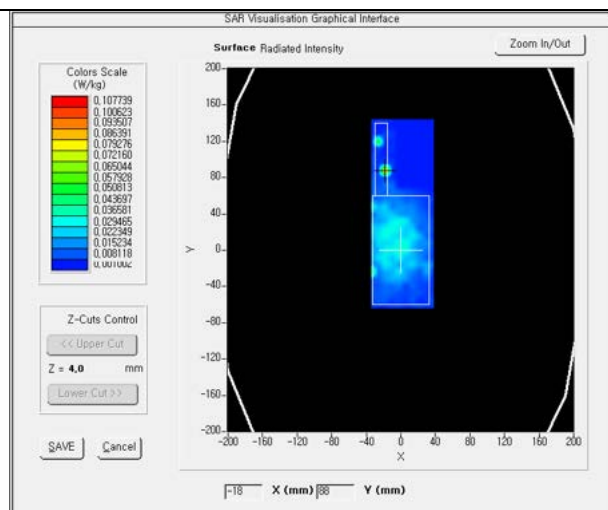 SAR Visualisation Graphical Interface
Surface Radiated Intensity
Zoom In/Out
Colors Scale
(W/kg)
0,107739
0,100623
0,093507
0,086391
0,079276
0,072160
0,065044
0,057928
0,050813
0,043697
0,036581
0,029465
0,022349
0,015234
0,008118
0,001002
Z-Cuts Control
<< Upper Cut
Z = 4,0 mm
Lower Cut >>
SAVE Cancel
200
160
120
80
40
0
-40
-80
-120
-160
-200
Y
-200 -160 -120 -80 -40 0 40 80 120 160 200
X
-18 X (mm) 88 Y (mm)